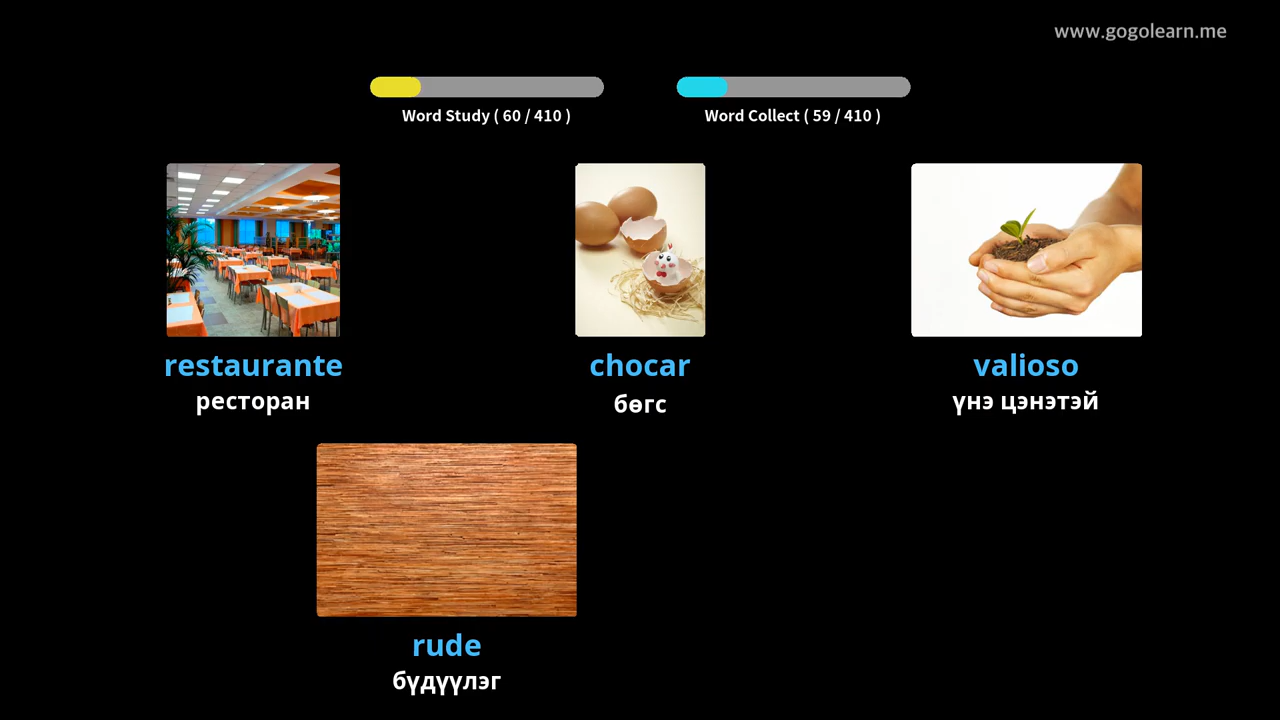 www.gogolearn.me
Word Study ( 60 / 410 )
Word Collect ( 59 / 410 )
restaurante
ресторан
chocar
бөгс
valioso
үнэ цэнэтэй
rude
бүдүүлэг